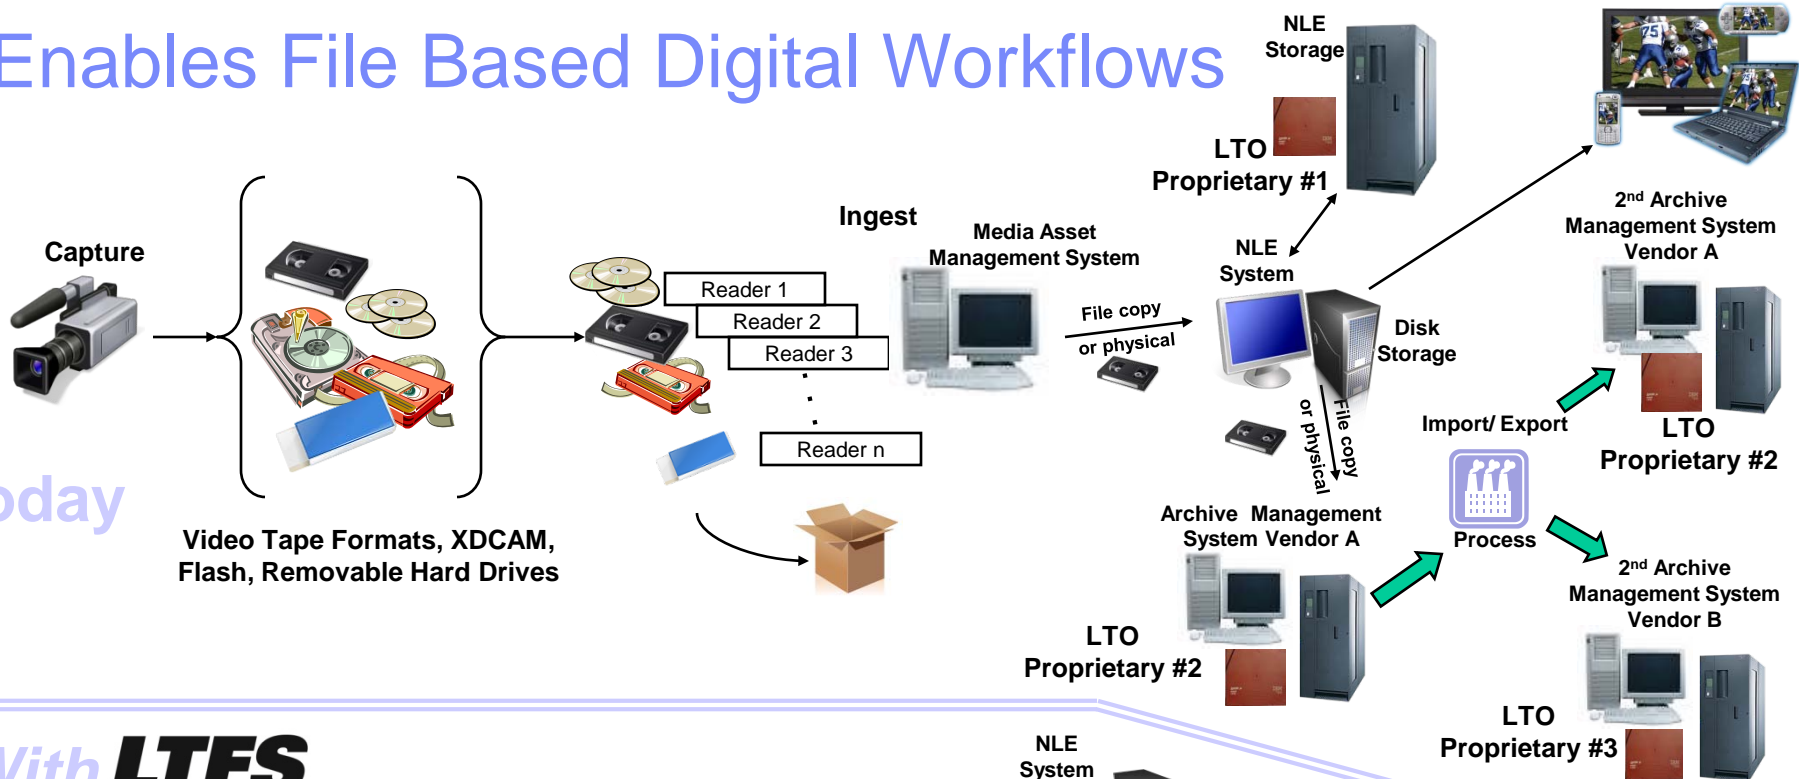 Enables File Based Digital Workflows
NLE
Storage
LTO
Proprietary #1
Capture
Ingest
Media Asset
Management System
Reader 1
Reader 2
Reader 3
Reader n
File copy
or physical
NLE
System
Disk
Storage
File copy
or physical
2nd Archive
Management System
Vendor A
LTO
Proprietary #2
Import/ Export
Process
Video Tape Formats, XDCAM,
Flash, Removable Hard Drives
Archive Management
System Vendor A
LTO
Proprietary #2
2nd Archive
Management System
Vendor B
LTO
Proprietary #3
oday
With LTFS
NLE
System
75